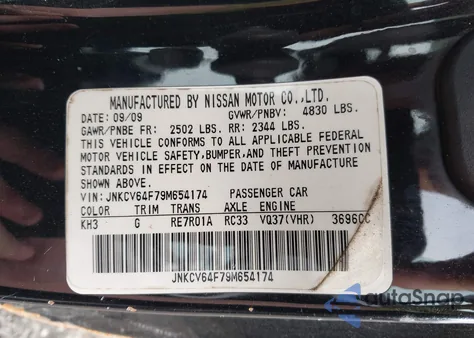 MANUFACTURED BY NISSAN MOTOR CO.,LTD.
DATE: 09/09 GVWR/PNBV: 4830 LBS.
GAWR/PNBE FR: 2502 LBS. RR: 2344 LBS.
THIS VEHICLE CONFORMS TO ALL APPLICABLE FEDERAL
MOTOR VEHICLE SAFETY,BUMPER,AND THEFT PREVENTION
STANDARDS IN EFFECT ON THE DATE OF MANUFACTURE
SHOWN ABOVE.
VIN: JNKCV64F79M654174 PASSENGER CAR
COLOR TRIM TRANS AXLE ENGINE
KH3 G RE7R01A RC33 VQ37(VHR) 3696CC
JNKCV64F79M654174
autoSnap